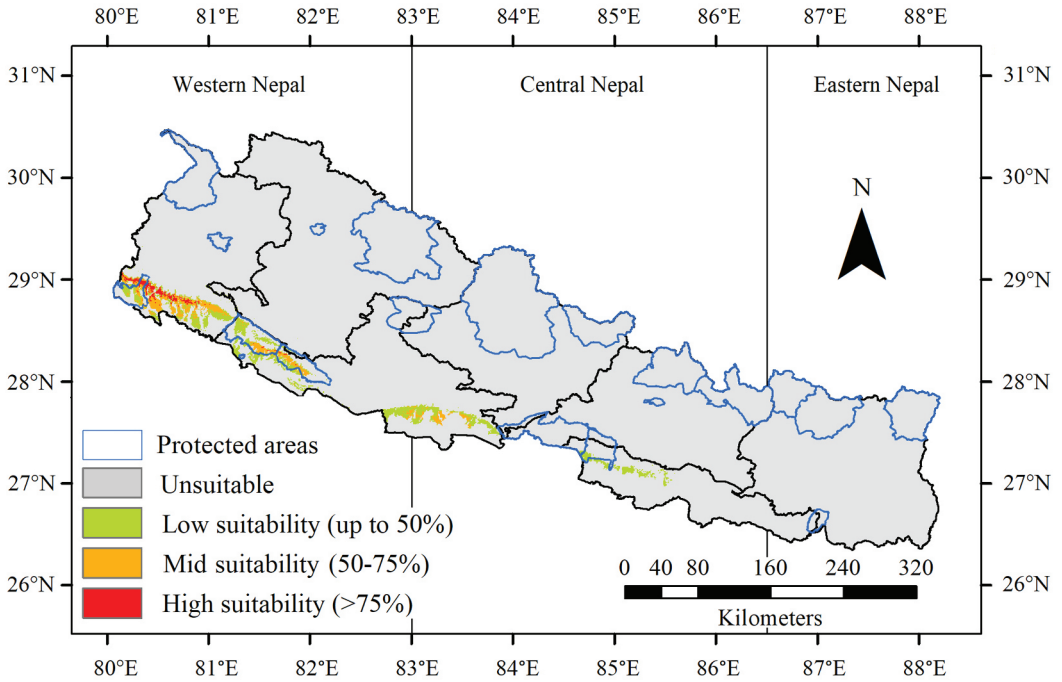 80°E 81°E 82°E 83°E 84°E 85°E 86°E 87°E 88°E
31°N 31°N
Western Nepal Central Nepal Eastern Nepal
30°N 30°N
N
29°N 29°N
28°N 28°N
Protected areas
27°N 27°N
Unsuitable
Low suitability (up to 50%)
Mid suitability (50-75%)
0 40 80 160 240 320
26°N 26°N
High suitability (>75%)
Kilometers
80°E 81°E 82°E 83°E 84°E 85°E 86°E 87°E 88°E